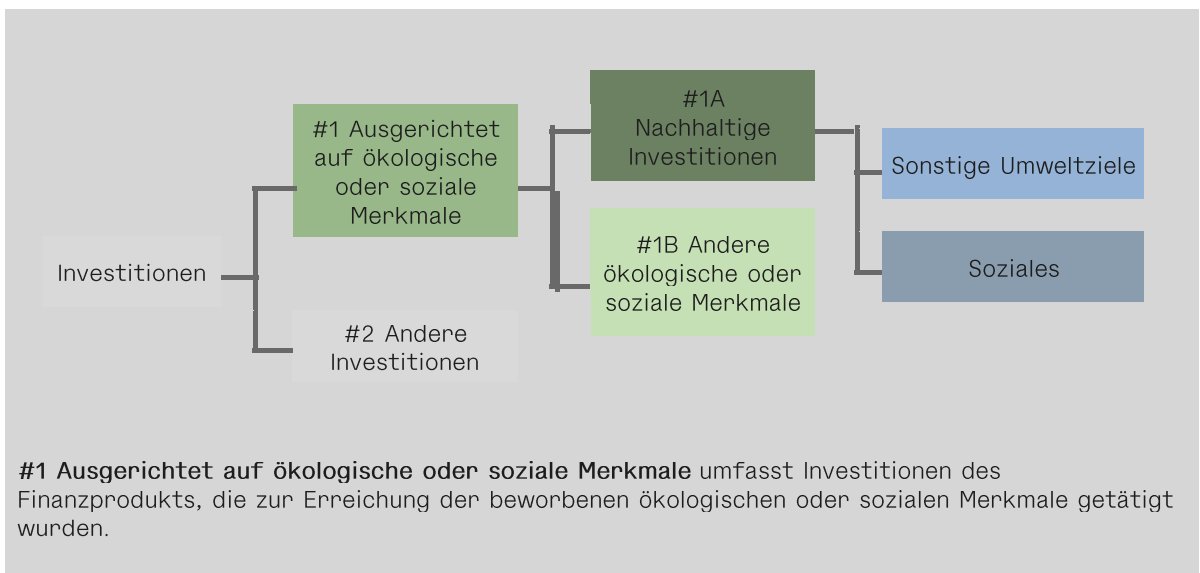 #1 Ausgerichtet
auf ökologische
oder soziale
Merkmale
#1A
Nachhaltige
Investitionen
Sonstige Umweltziele
#1B Andere
ökologische oder
soziale Merkmale
Soziales
Investitionen
#2 Andere
Investitionen
#1 Ausgerichtet auf ökologische oder soziale Merkmale umfasst Investitionen des
Finanzprodukts, die zur Erreichung der beworbenen ökologischen oder sozialen Merkmale getätigt
wurden.